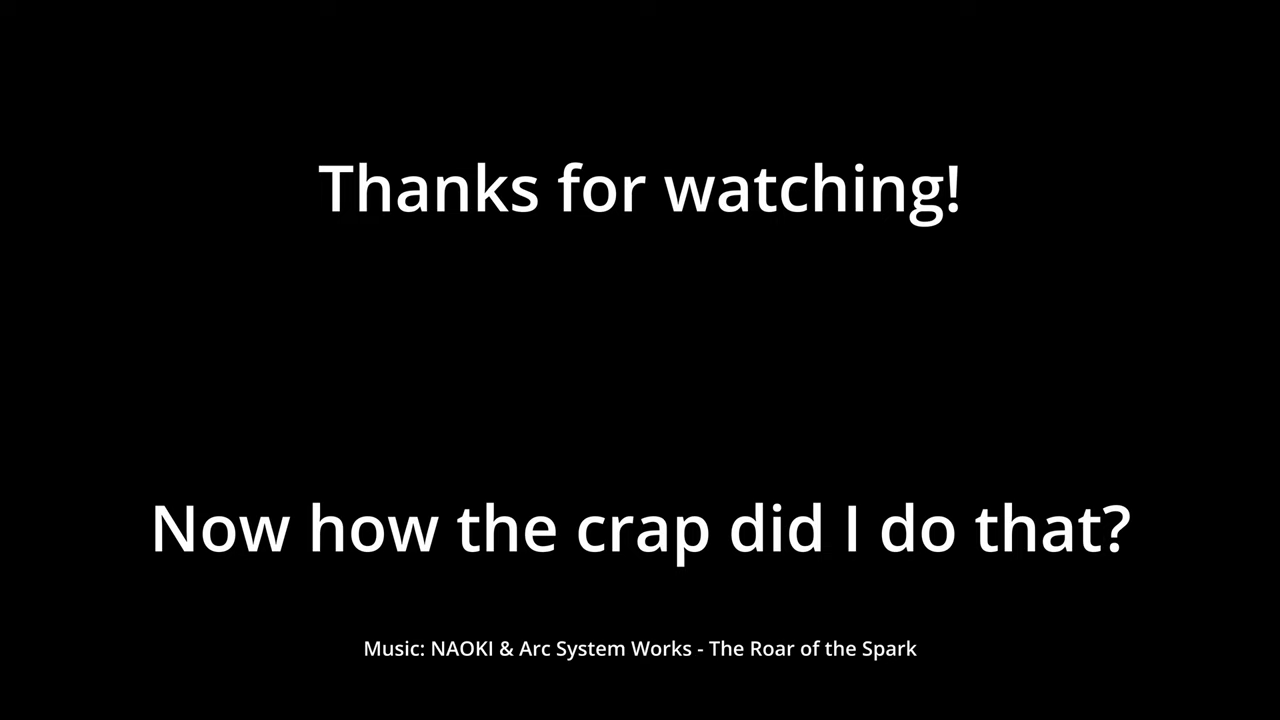 Thanks for watching!
Now how the crap did I do that?
Music: NAOKI & Arc System Works - The Roar of the Spark